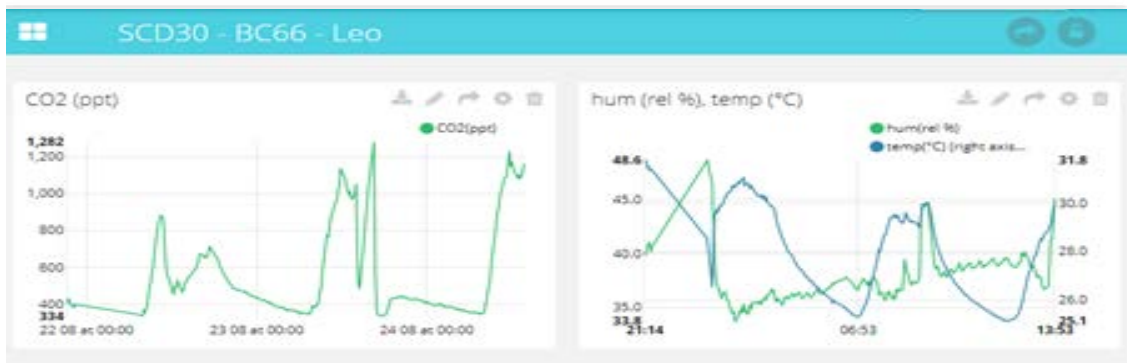 SCD30 - BC66 - Leo
CO2 (ppt)
CO2(ppt)
1,282
1,200
1,000
800
600
400
334
22 08 at 00:00
23 08 at 00:00
24 08 at 00:00
hum (rel %), temp (°C)
hum(rel %)
temp(°C) (right axis...
48.6
45.0
40.0
35.0
33.8
31.8
30.0
28.0
26.0
25.1
21:14
06:53
13:53